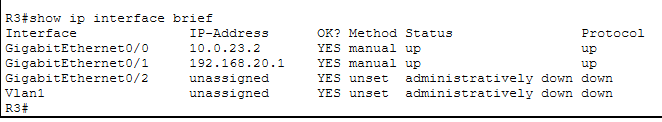 R3#show ip interface brief
Interface IP-Address OK? Method Status Protocol
GigabitEthernet0/0 10.0.23.2 YES manual up up
GigabitEthernet0/1 192.168.20.1 YES manual up up
GigabitEthernet0/2 unassigned YES unset administratively down down
Vlan1 unassigned YES unset administratively down down
R3#